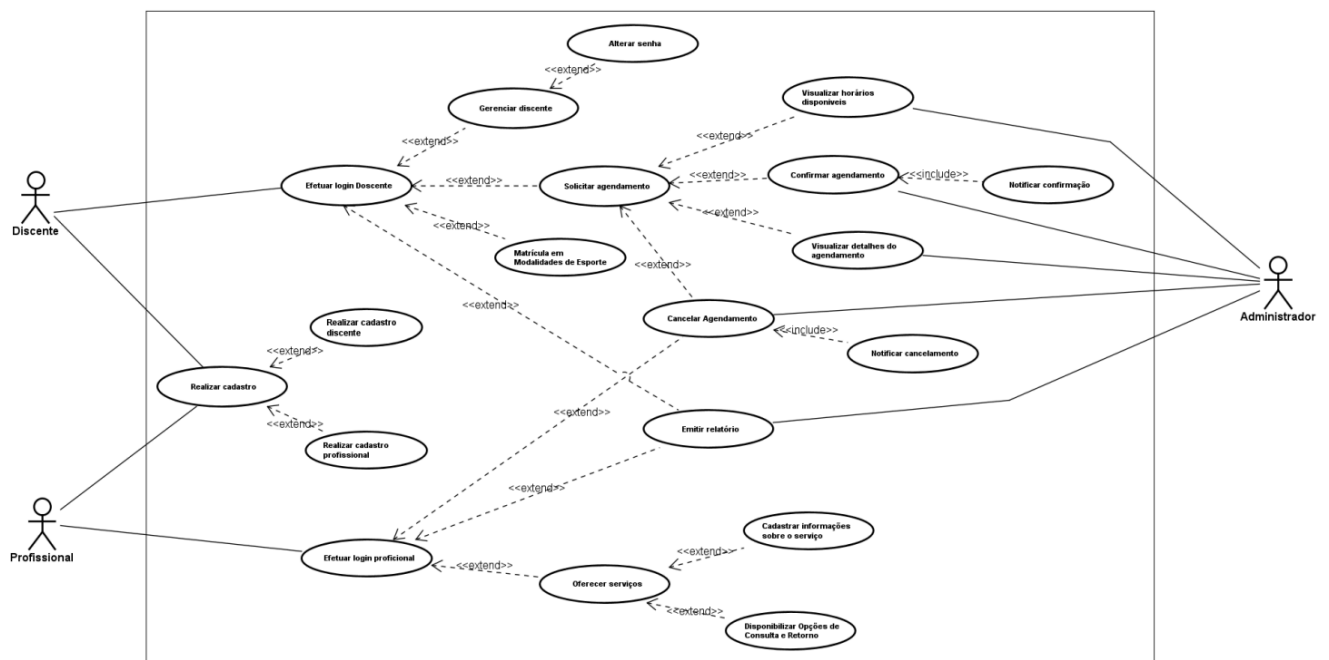 Alterar senha
<<extend>>
Gerenciar discente
Visualizar horários
disponíveis
<<extend>>
<<extend>>
Efetuar login Doscente
<<extend>>
Solicitar agendamento
<<extend>>
Confirmar agendamento
<<include>>
Notificar confirmação
Discente
<<extend>>
<<extend>>
Matrícula em
Modalidades de Esporte
Visualizar detalhes do
agendamento
<<extend>>
<<extend>>
Cancelar Agendamento
Administrador
Realizar cadastro
discente
<<include>>
<<extend>>
Notificar cancelamento
Realizar cadastro
<<extend>>
<<extend>>
Emitir relatório
Realizar cadastro
profissional
<<extend>>
Cadastrar informações
sobre o serviço
Profissional
Efetuar login proficional
<<extend>>
<<extend>>
Oferecer serviços
<<extend>>
Disponibilizar Opções de
Consulta e Retorno